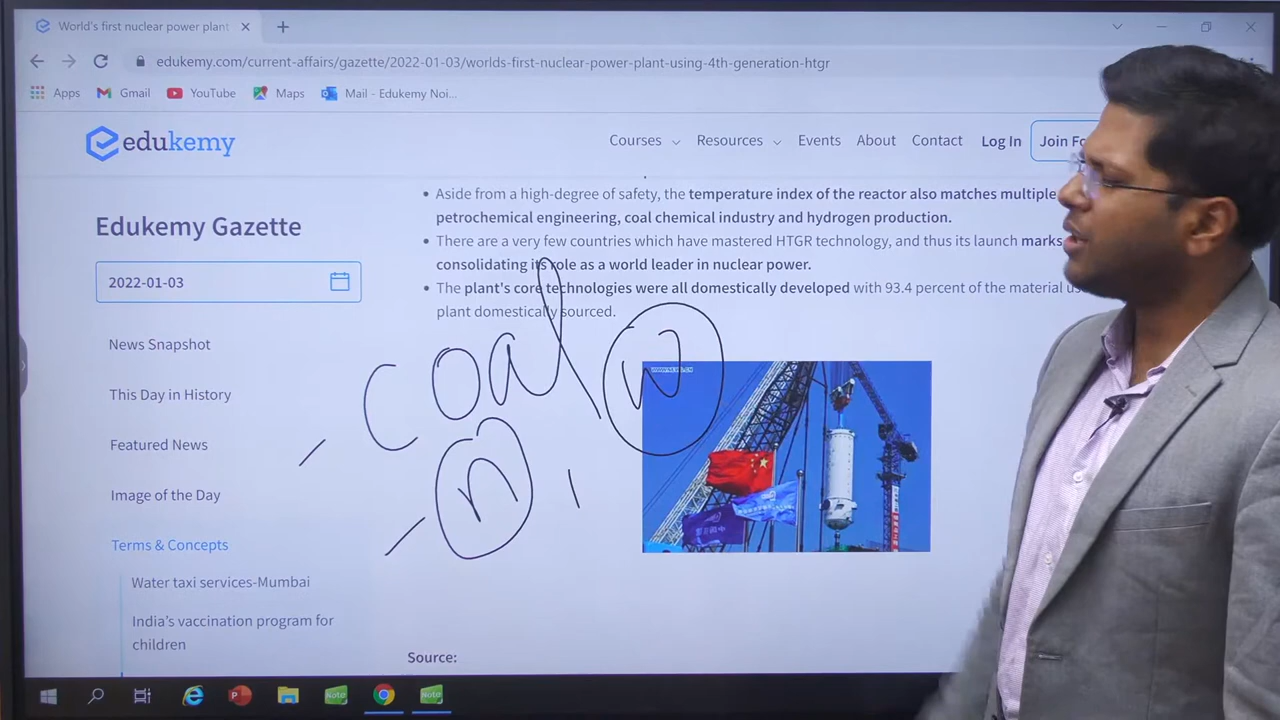 World's first nuclear power plant
edukemy.com/current-affairs/gazette/2022-01-03/worlds-first-nuclear-power-plant-using-4th-generation-htgr
Apps Gmail YouTube Maps Mail - Edukemy Noi...
edukemy
Courses Resources Events About Contact Log In Join Fo
Edukemy Gazette
2022-01-03
News Snapshot
This Day in History
Featured News
Image of the Day
Terms & Concepts
Water taxi services-Mumbai
India's vaccination program for
children
• Aside from a high-degree of safety, the temperature index of the reactor also matches multiple
petrochemical engineering, coal chemical industry and hydrogen production.
• There are a very few countries which have mastered HTGR technology, and thus its launch marks
consolidating its role as a world leader in nuclear power.
• The plant's core technologies were all domestically developed with 93.4 percent of the material
plant domestically sourced.
- coal
- n,
Source:
Note
Note